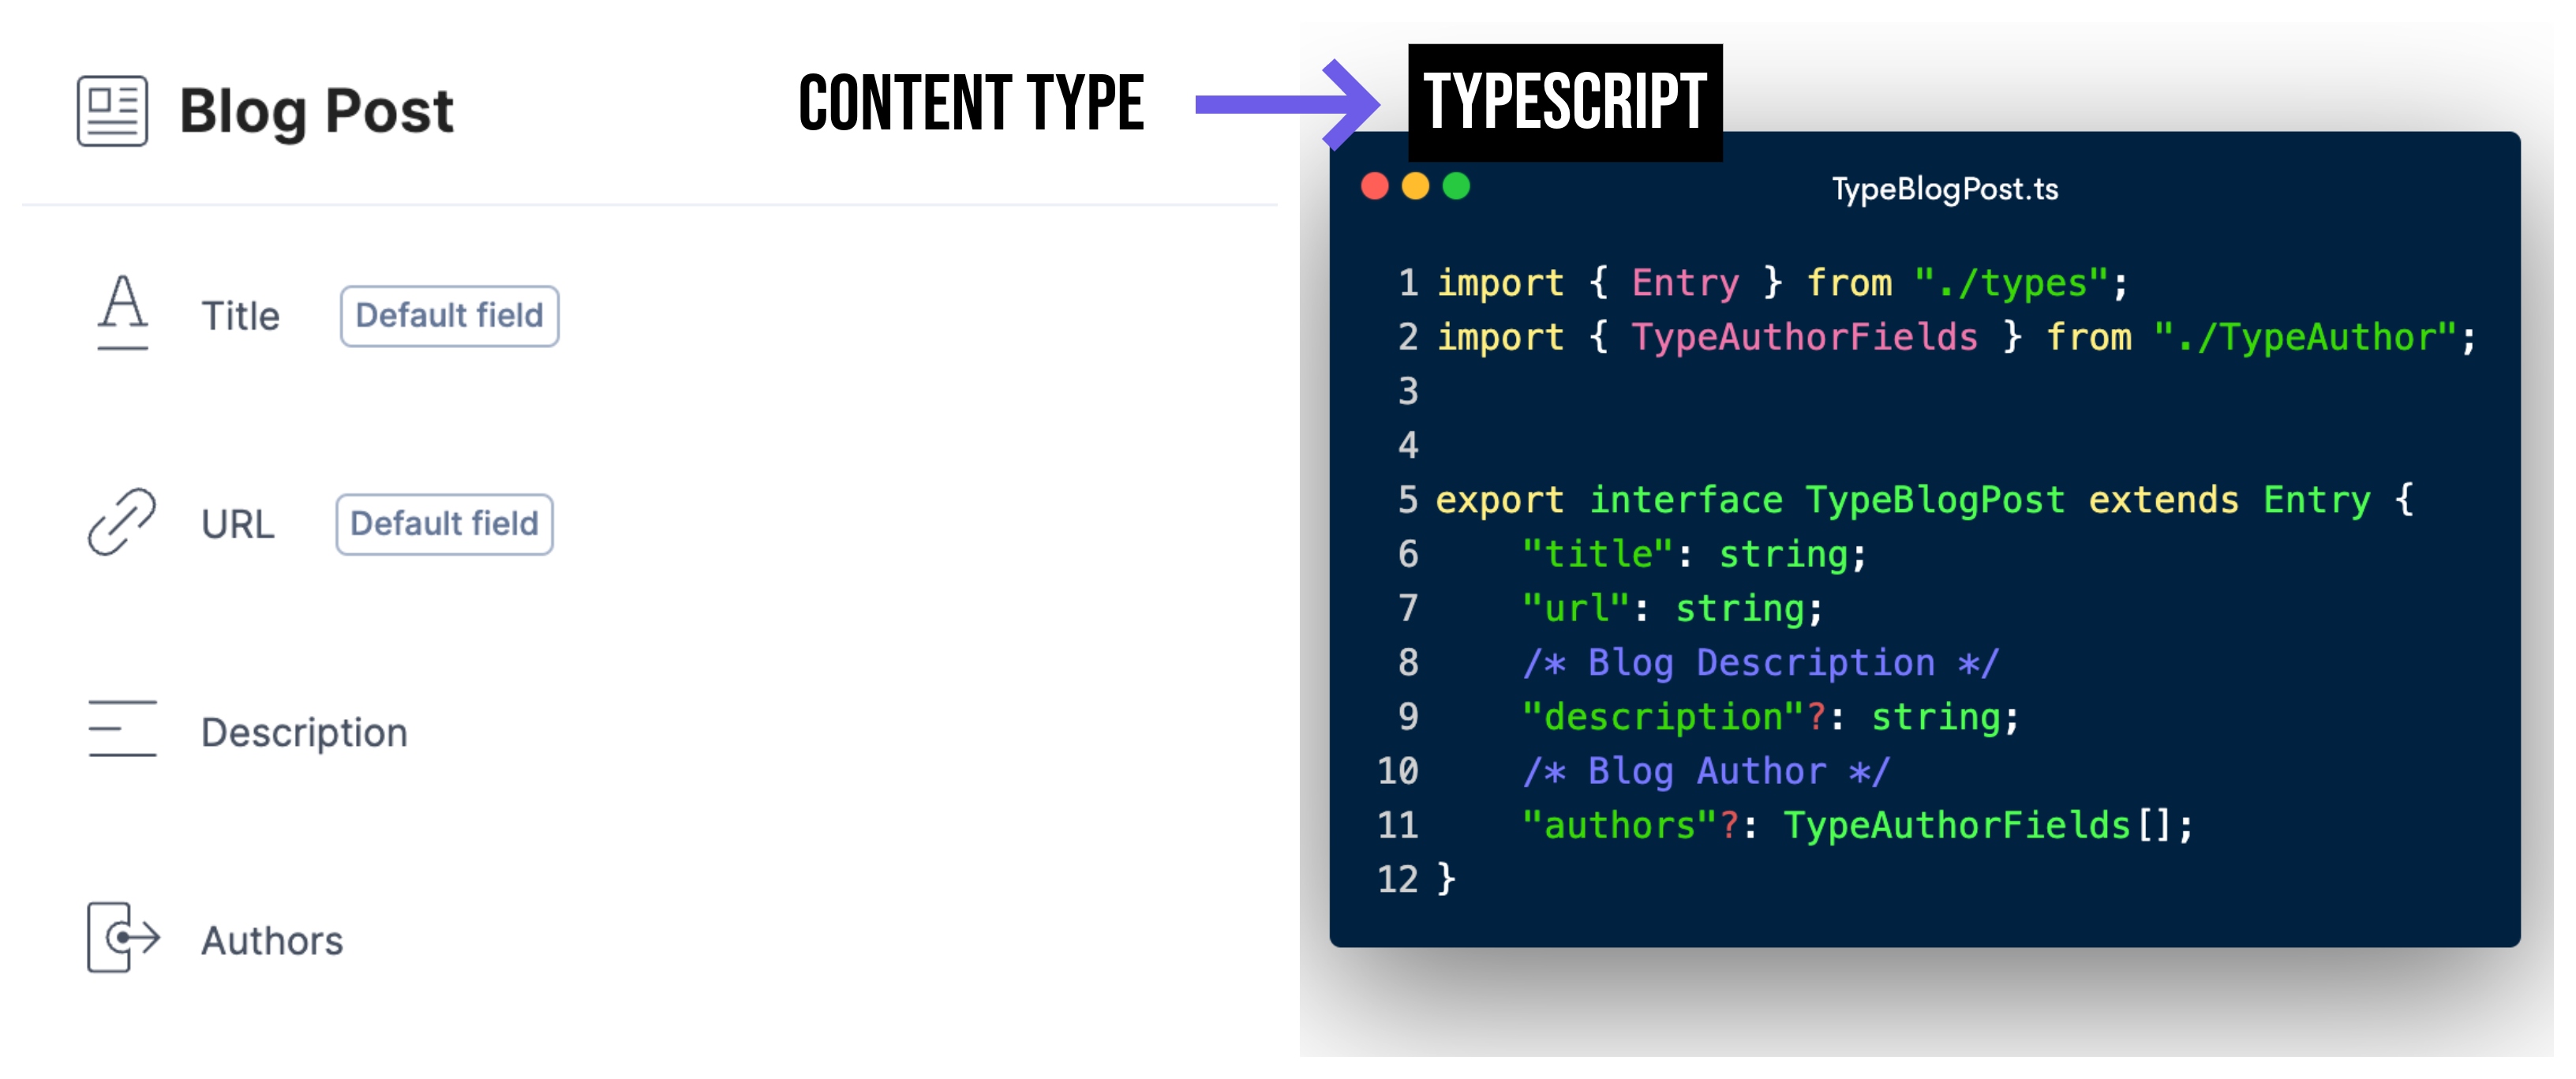 Blog Post
CONTENT TYPE
TYPESCRIPT
Title Default field
URL Default field
Description
Authors
TypeBlogPost.ts
1 import { Entry } from "./types";
2 import { TypeAuthorFields } from "./TypeAuthor";
3
4
5 export interface TypeBlogPost extends Entry {
6     "title": string;
7     "url": string;
8     /* Blog Description */
9     "description"?: string;
10     /* Blog Author */
11     "authors"?: TypeAuthorFields[];
12 }